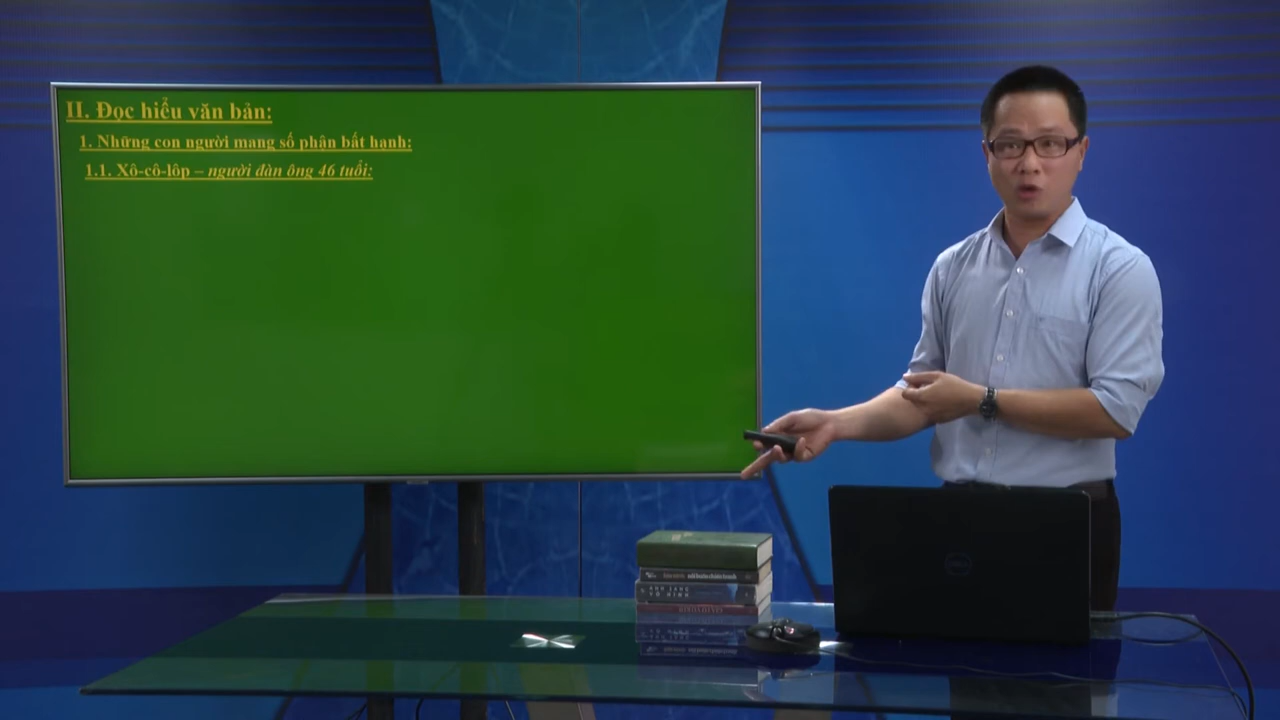 II. Đọc hiểu văn bản:
1. Những con người mang số phận bất hạnh:
1.1. Xô-cô-lôp – người đàn ông 46 tuổi: